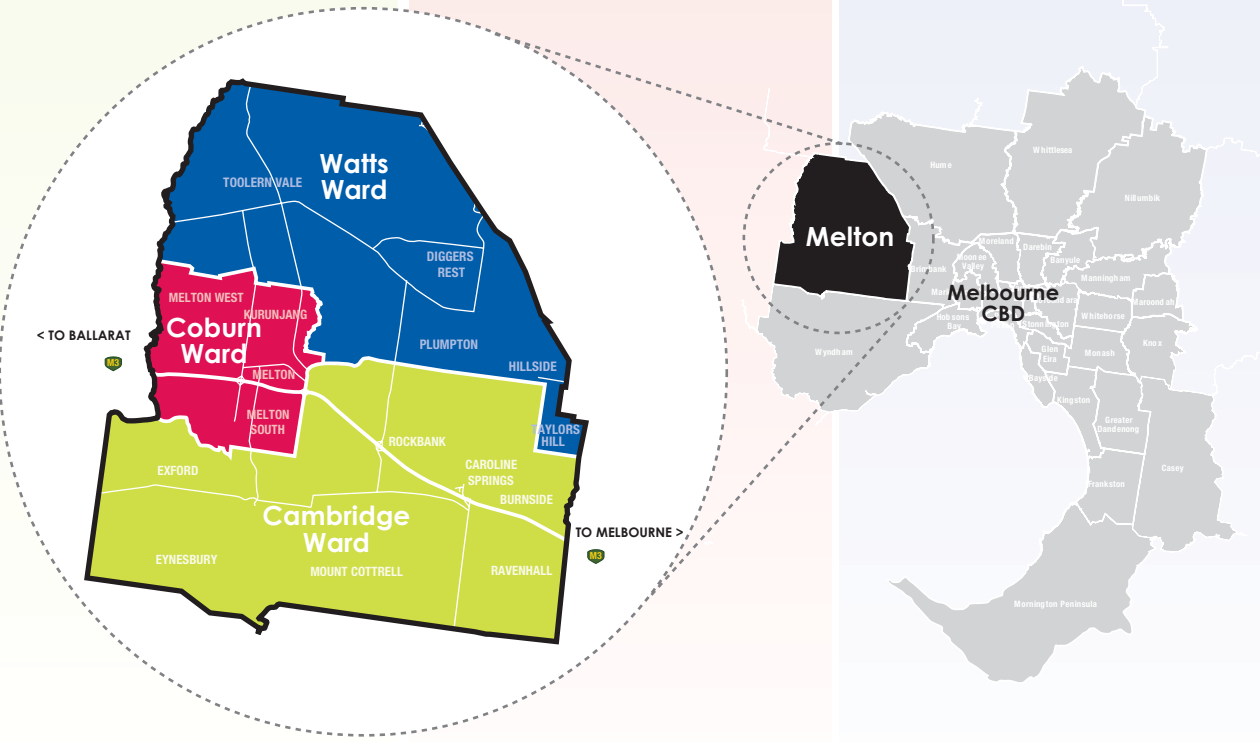 Watts
Ward
TOOLERN VALE
DIGGERS
REST
PLUMPTON
HILLSIDE
TAYLORS
HILL
MELTON WEST
KURUNJANG
Coburn
Ward
MELTON
MELTON
SOUTH
< TO BALLARAT
M3
ROCKBANK
CAROLINE
SPRINGS
BURNSIDE
EXFORD
Cambridge
Ward
EYNESBURY
MOUNT COTTRELL
RAVENHALL
TO MELBOURNE >
M3
Melton
Melbourne
CBD
Hume
Whittlesea
Nillumbik
Moreland
Darebin
Moonee
Valley
Banyule
Brimbank
Manningham
Maroondah
Hobsons
Bay
Stonnington
Whitehorse
Wyndham
Glen
Eira
Monash
Knox
Bayside
Kingston
Greater
Dandenong
Casey
Frankston
Mornington Peninsula